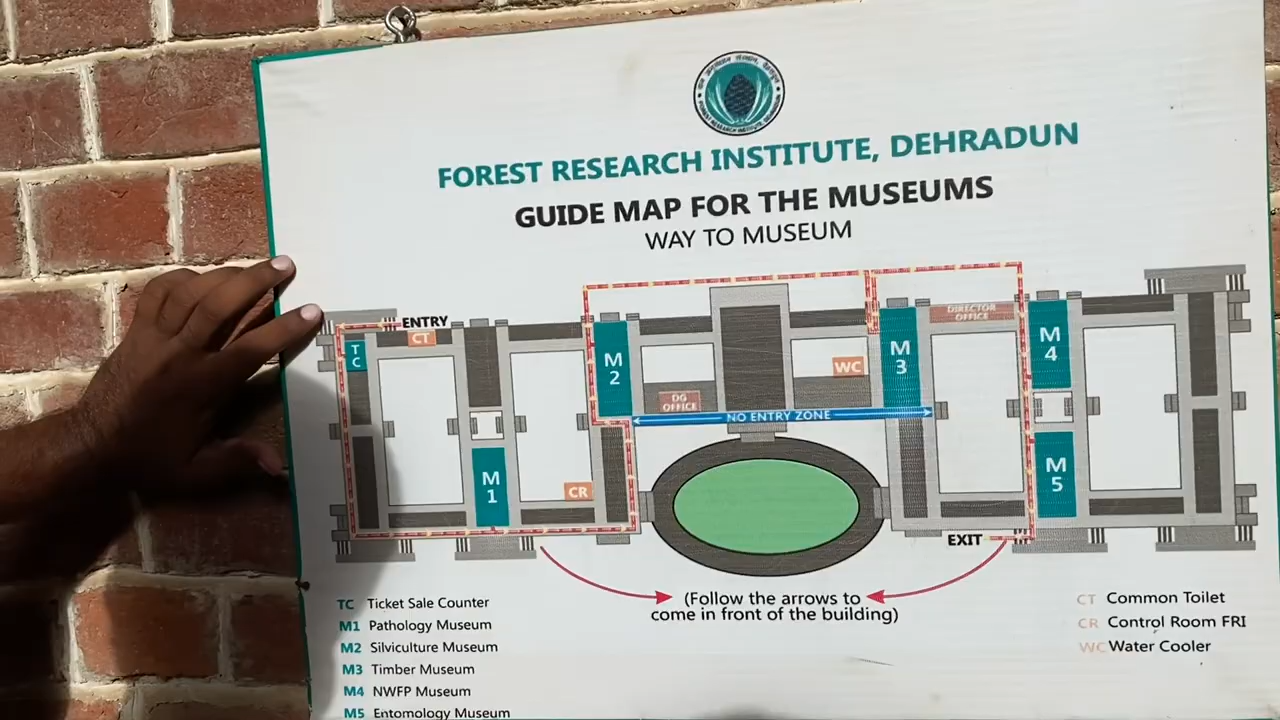 FOREST RESEARCH INSTITUTE, DEHRADUN
GUIDE MAP FOR THE MUSEUMS
WAY TO MUSEUM
ENTRY
CT
TC
M1
CR
M2
DG OFFICE
WC
NO ENTRY ZONE
M3
DIRECTOR OFFICE
M4
M5
EXIT
(Follow the arrows to
come in front of the building)
TC Ticket Sale Counter
M1 Pathology Museum
M2 Silviculture Museum
M3 Timber Museum
M4 NWFP Museum
M5 Entomology Museum
CT Common Toilet
CR Control Room FRI
WC Water Cooler